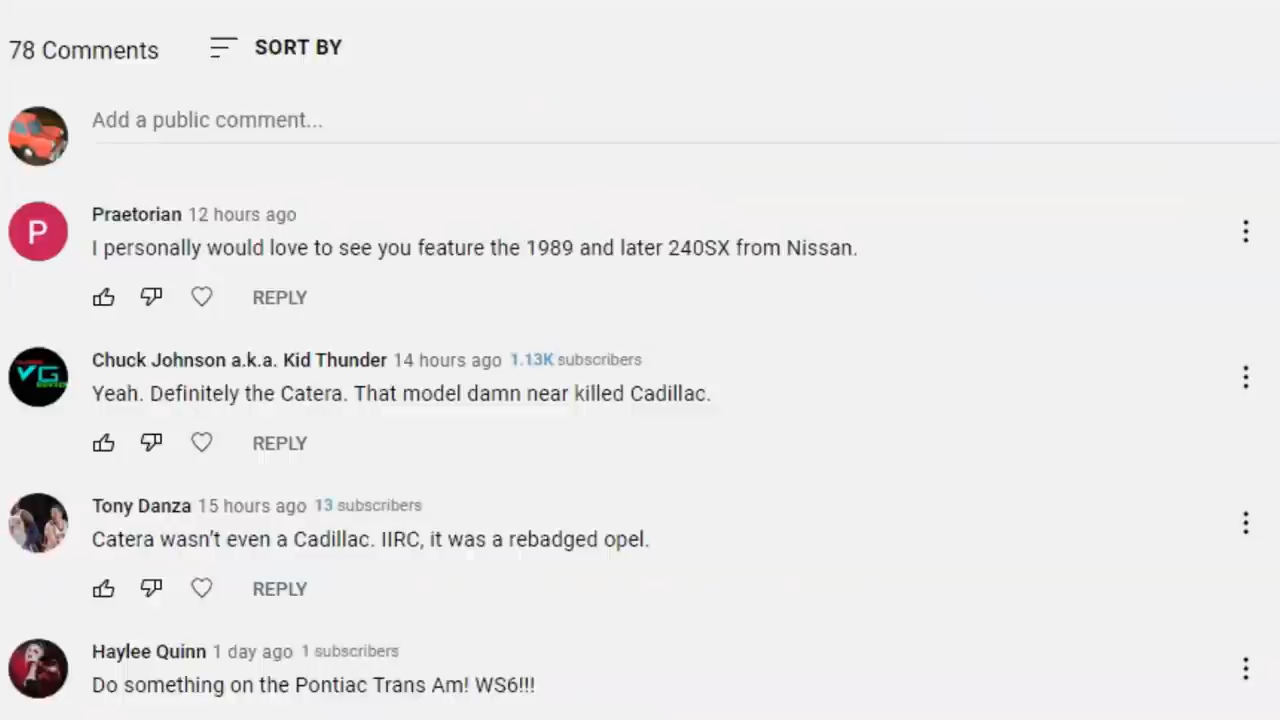 78 Comments
SORT BY
Add a public comment...
P
Praetorian 12 hours ago
I personally would love to see you feature the 1989 and later 240SX from Nissan.
REPLY
VG
Chuck Johnson a.k.a. Kid Thunder 14 hours ago 1.13K subscribers
Yeah. Definitely the Catera. That model damn near killed Cadillac.
REPLY
Tony Danza 15 hours ago 13 subscribers
Catera wasn't even a Cadillac. IIRC, it was a rebadged opel.
REPLY
Haylee Quinn 1 day ago 1 subscribers
Do something on the Pontiac Trans Am! WS6!!!